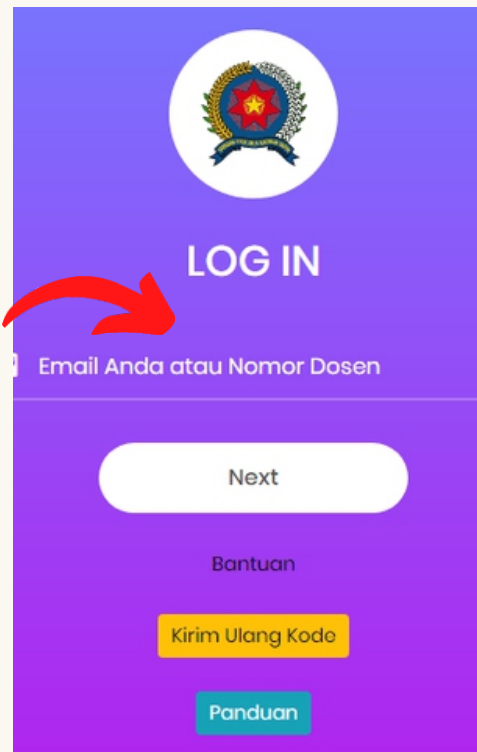 LOG IN
Email Anda atau Nomor Dosen
Next
Bantuan
Kirim Ulang Kode
Panduan